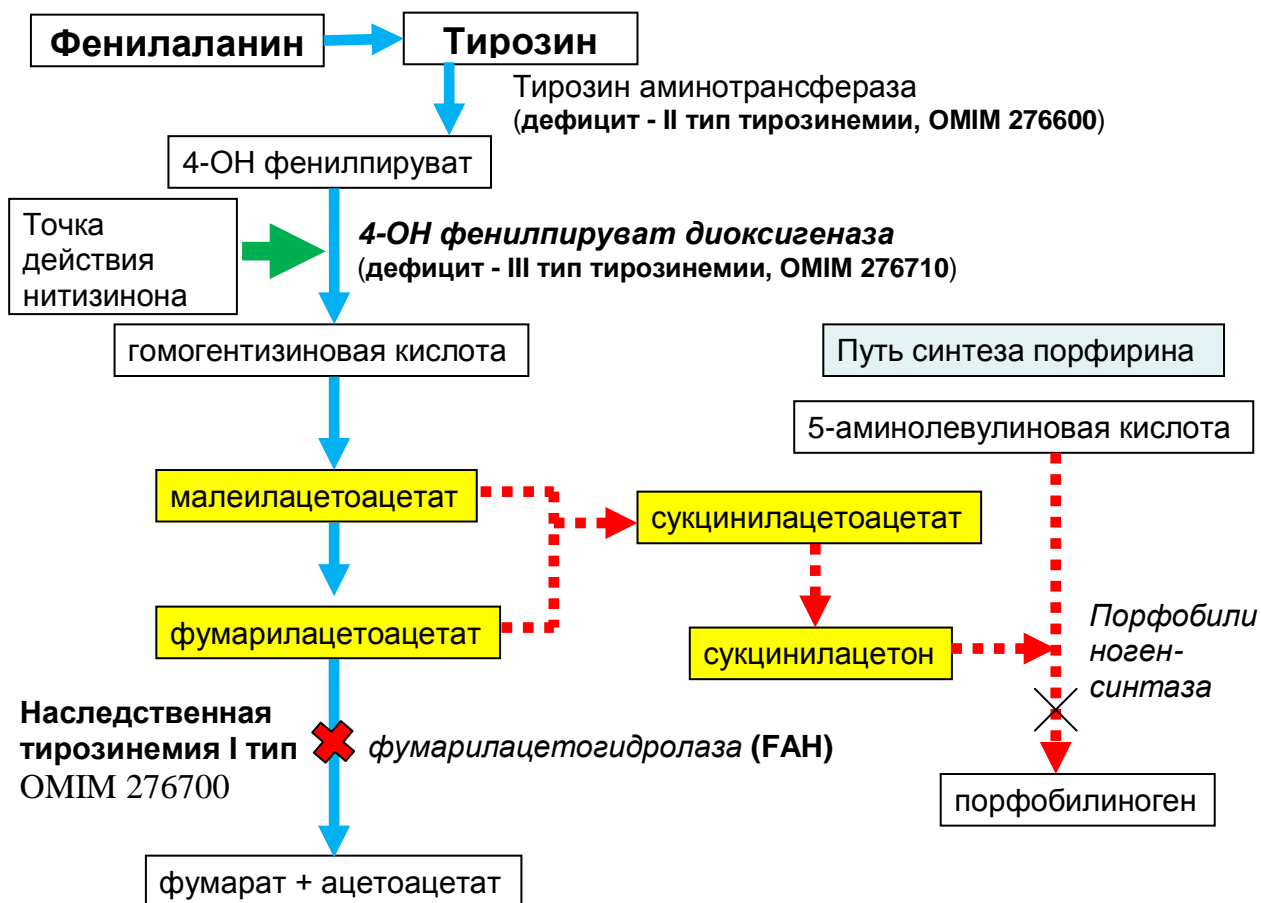 Фенилаланин
Тирозин
Тирозин аминотрансфераза
(дефицит - II тип тирозинемии, OMIM 276600)
4-ОН фенилпируват
Точка
действия
нитизинона
4-ОН фенилпируват диоксигеназа
(дефицит - III тип тирозинемии, OMIM 276710)
гомогентизиновая кислота
Путь синтеза порфирина
5-аминолевулиновая кислота
малеилацетоацетат
сукцинилацетоацетат
фумарилацетоацетат
сукцинилацетон
Порфобили
ноген-
синтаза
Наследственная
тирозинемия I тип
OMIM 276700
фумарилацетогидролаза (FAH)
порфобилиноген
фумарат + ацетоацетат